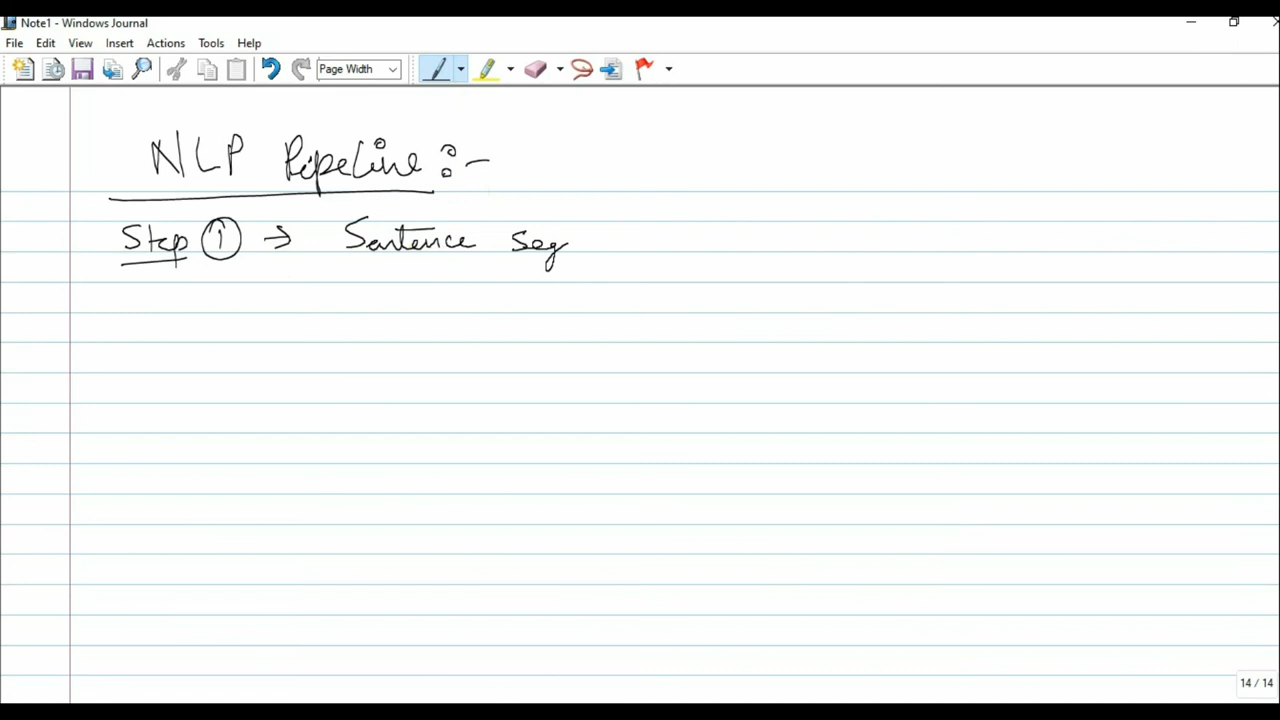 Note1 - Windows Journal
File Edit View Insert Actions Tools Help
Page Width
NLP Pipeline :-
Step 1 → Sentence Seg
14 / 14